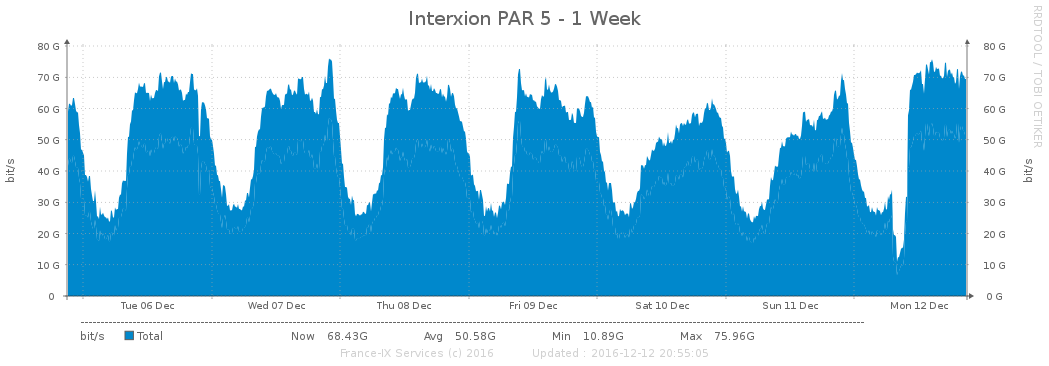 Interxion PAR 5 - 1 Week
RRDTOOL / TOBI OETIKER
bit/s
bit/s
80 G 80 G
70 G 70 G
60 G 60 G
50 G 50 G
40 G 40 G
30 G 30 G
20 G 20 G
10 G 10 G
0 0 G
Tue 06 Dec Wed 07 Dec Thu 08 Dec Fri 09 Dec Sat 10 Dec Sun 11 Dec Mon 12 Dec
bit/s Total Now 68.43G Avg 50.58G Min 10.89G Max 75.96G
France-IX Services (c) 2016 Updated : 2016-12-12 20:55:05